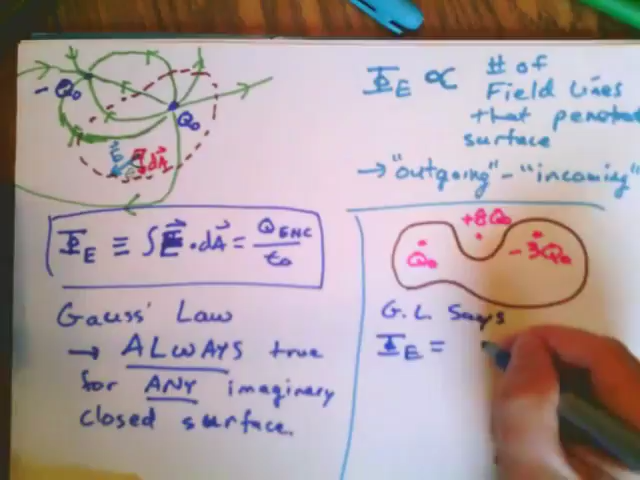 - Q₀
Q₀
E
dA
Φ_E ∝ # of
Field Lines
that
surface
→ "outgoing" - "incoming"
Φ_E ≡ ∫E⃗·dA⃗ = Q_ENC / ε₀
Gauss' Law
→ ALWAYS true
for ANY imaginary
closed surface.
+8Q₀
Q₀
-3Q₀
G.L. Says
Φ_E =